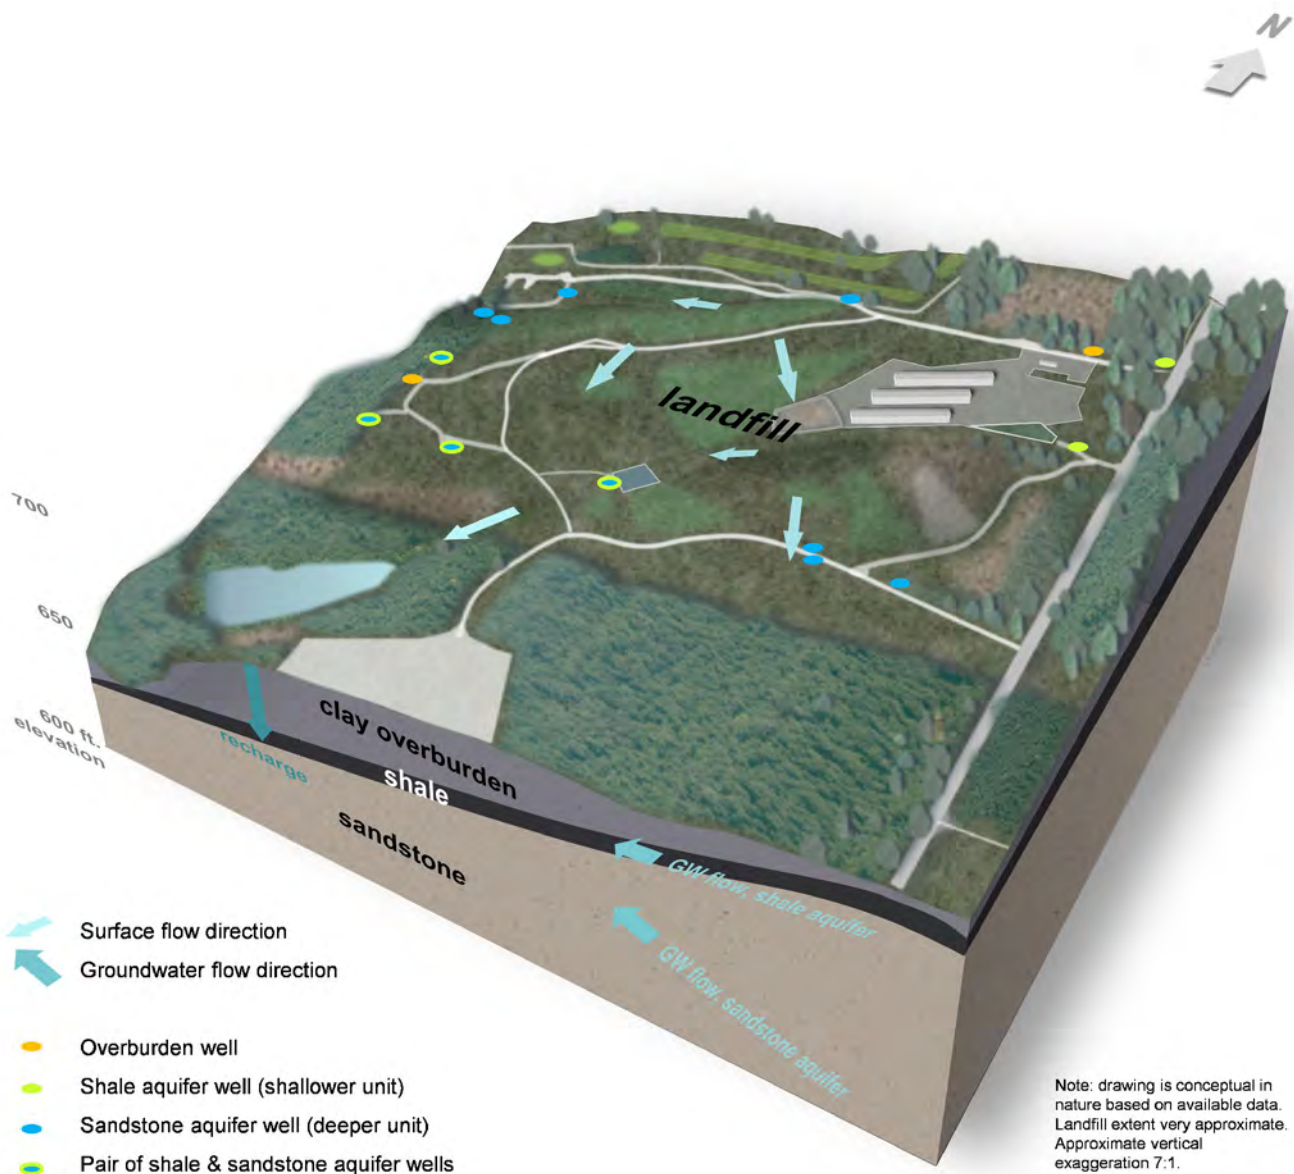 N
landfill
700
650
600 ft.
elevation
recharge
clay overburden
shale
sandstone
GW flow, shale aquifer
GW flow, sandstone aquifer
Surface flow direction
Groundwater flow direction
Overburden well
Shale aquifer well (shallower unit)
Sandstone aquifer well (deeper unit)
Pair of shale & sandstone aquifer wells
Note: drawing is conceptual in
nature based on available data.
Landfill extent very approximate.
Approximate vertical
exaggeration 7:1.